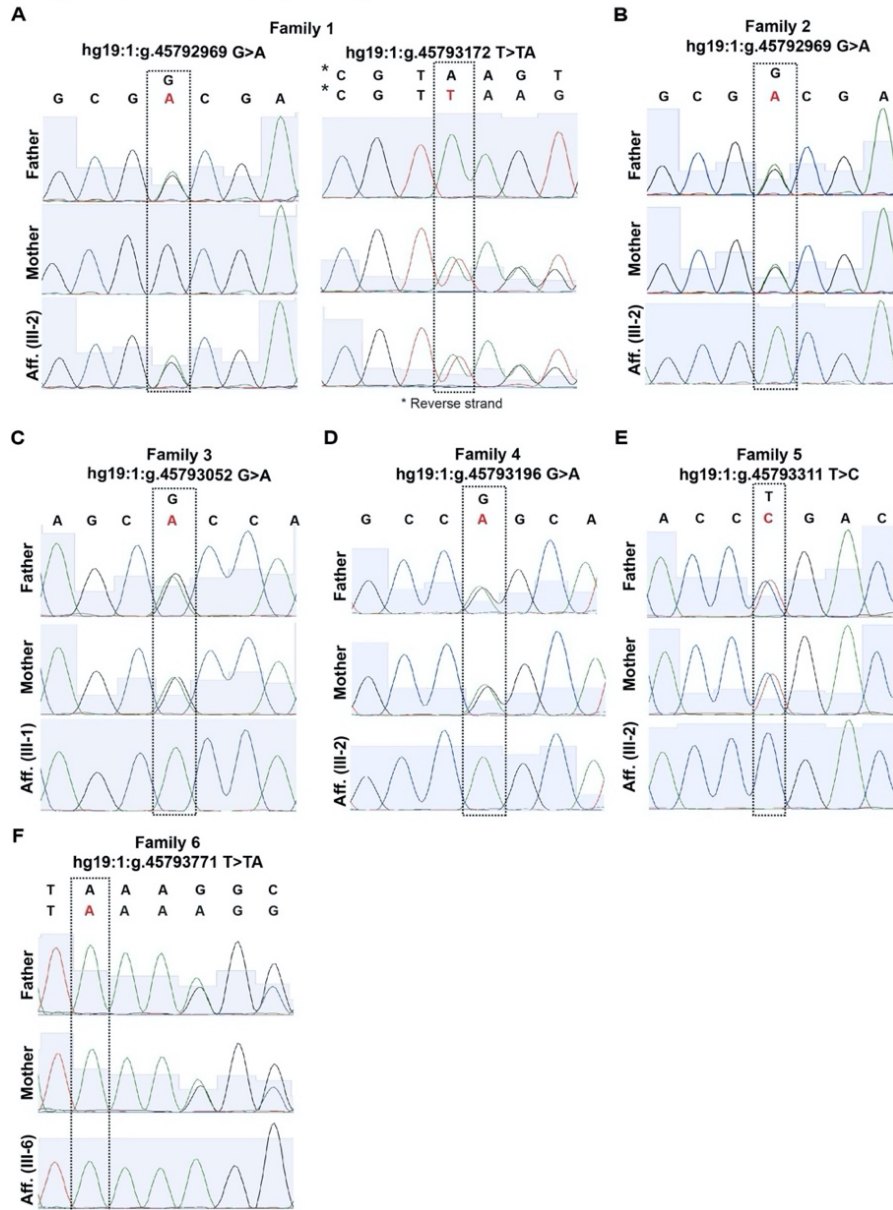 A
Family 1
hg19:1:g.45792969 G>A
G
G C G A C G A
Father
Mother
Aff. (III-2)
hg19:1:g.45793172 T>TA
* C G T A A G T
* C G T T A A G
* Reverse strand
B
Family 2
hg19:1:g.45792969 G>A
G
G C G A C G A
Father
Mother
Aff. (III-2)
C
Family 3
hg19:1:g.45793052 G>A
G
A G C A C C A
Father
Mother
Aff. (III-1)
D
Family 4
hg19:1:g.45793196 G>A
G
G C C A G C A
Father
Mother
Aff. (III-2)
E
Family 5
hg19:1:g.45793311 T>C
T
A C C C G A C
Father
Mother
Aff. (III-2)
F
Family 6
hg19:1:g.45793771 T>TA
T A A A G G C
T A A A A G G
Father
Mother
Aff. (III-6)